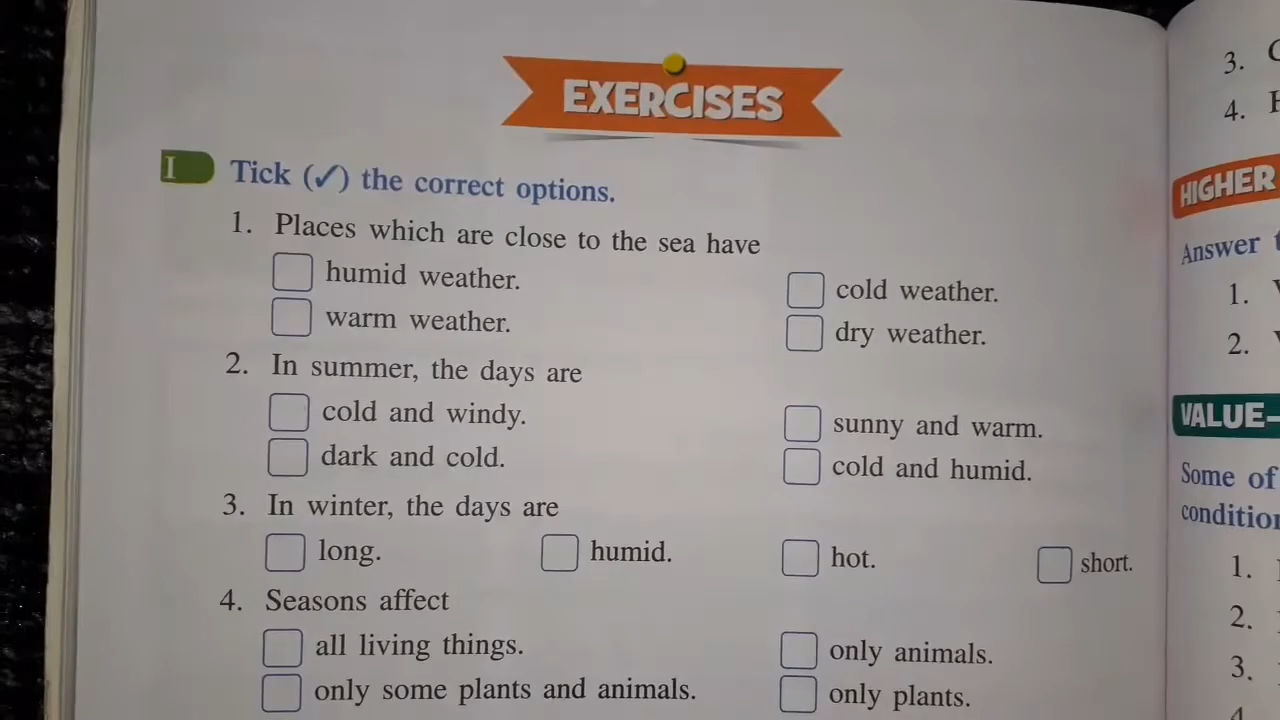 EXERCISES
I Tick (✓) the correct options.
1. Places which are close to the sea have
humid weather. cold weather.
warm weather. dry weather.
2. In summer, the days are
cold and windy. sunny and warm.
dark and cold. cold and humid.
3. In winter, the days are
long. humid. hot. short.
4. Seasons affect
all living things. only animals.
only some plants and animals. only plants.
3.
4.
HIGHER
Answer
1.
2.
VALUE-
Some of
1.
2.
3.